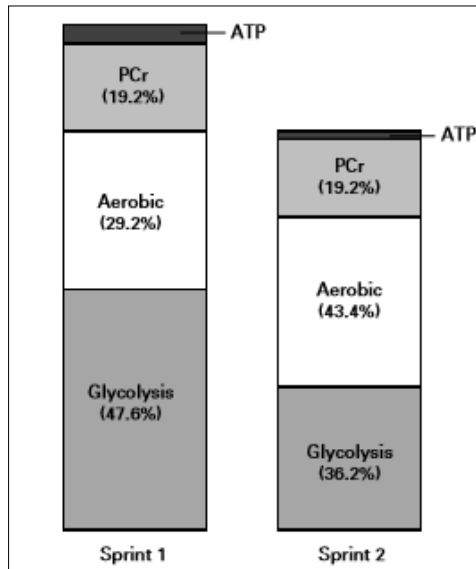 ATP
PCr
(19.2%)
Aerobic
(29.2%)
Glycolysis
(47.6%)
Sprint 1
ATP
PCr
(19.2%)
Aerobic
(43.4%)
Glycolysis
(36.2%)
Sprint 2